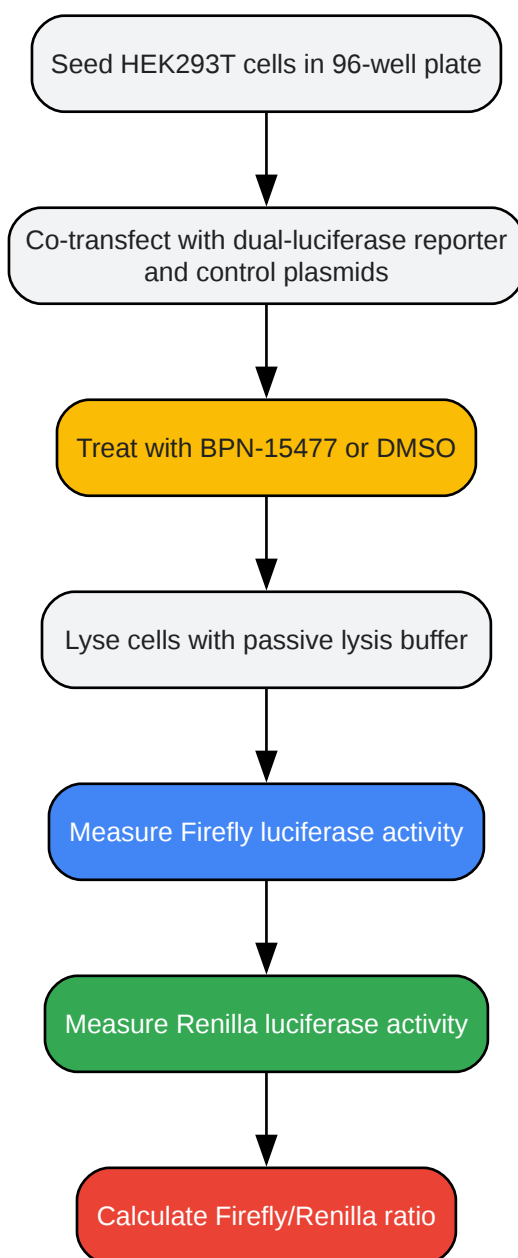 Seed HEK293T cells in 96-well plate
Co-transfect with dual-luciferase reporter
and control plasmids
Treat with BPN-15477 or DMSO
Lyse cells with passive lysis buffer
Measure Firefly luciferase activity
Measure Renilla luciferase activity
Calculate Firefly/Renilla ratio